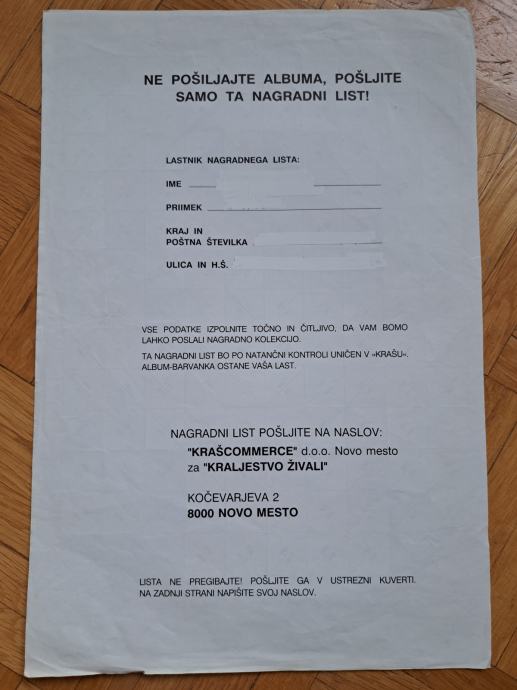 NE POŠILJAJTE ALBUMA, POŠLJITE
SAMO TA NAGRADNI LIST!
LASTNIK NAGRADNEGA LISTA:
IME
PRIIMEK
KRAJ IN
POŠTNA ŠTEVILKA
ULICA IN H.Š.
VSE PODATKE IZPOLNITE TOČNO IN ČITLJIVO, DA VAM BOMO
LAHKO POSLALI NAGRADNO KOLEKCIJO.
TA NAGRADNI LIST BO PO NATANČNI KONTROLI UNIČEN V »KRAŠU«.
ALBUM-BARVANKA OSTANE VAŠA LAST.
NAGRADNI LIST POŠLJITE NA NASLOV:
"KRAŠCOMMERCE" d.o.o. Novo mesto
za "KRALJESTVO ŽIVALI"
KOČEVARJEVA 2
8000 NOVO MESTO
LISTA NE PREGIBAJTE! POŠLJITE GA V USTREZNI KUVERTI.
NA ZADNJI STRANI NAPIŠITE SVOJ NASLOV.